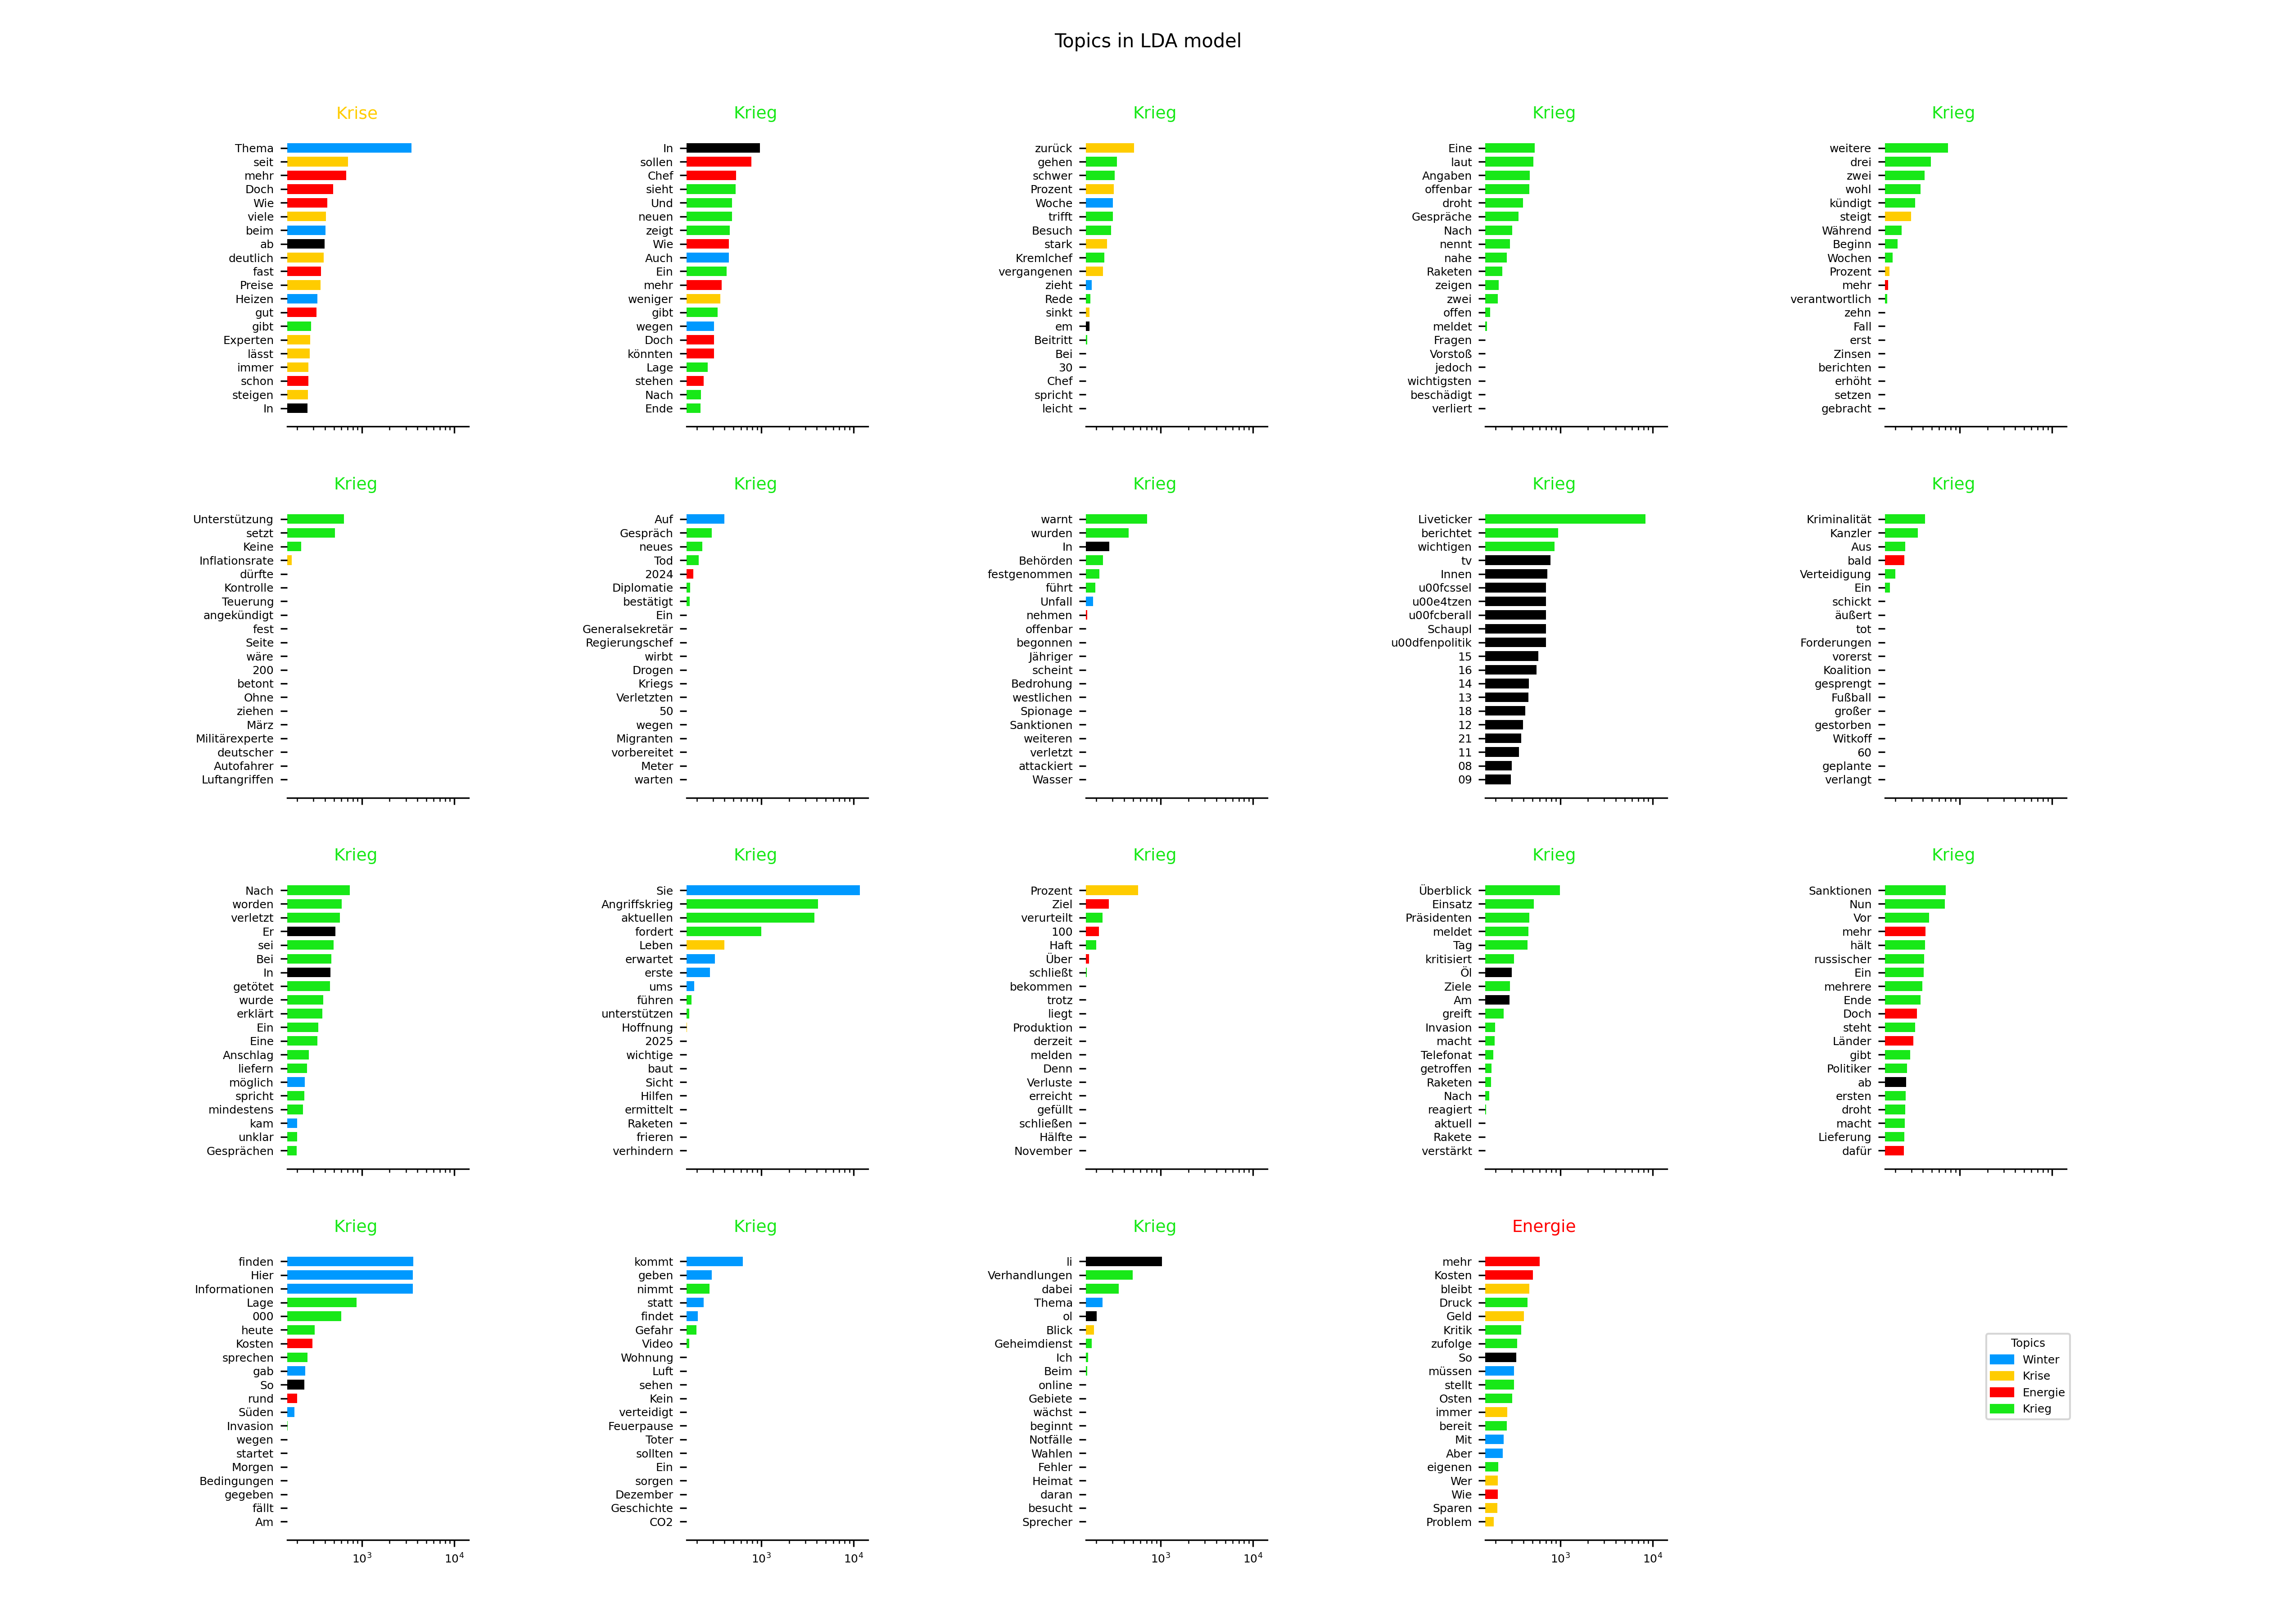 Topics in LDA model
Krise
Thema
seit
mehr
Doch
Wie
viele
beim
ab
deutlich
fast
Preise
Heizen
gut
gibt
Experten
lässt
immer
schon
steigen
In
Krieg
In
sollen
Chef
sieht
Und
neuen
zeigt
Wie
Auch
Ein
mehr
weniger
gibt
wegen
Doch
könnten
Lage
stehen
Nach
Ende
Krieg
zurück
gehen
schwer
Prozent
Woche
trifft
Besuch
stark
Kremlchef
vergangenen
zieht
Rede
sinkt
em
Beitritt
Bei
30
Chef
spricht
leicht
Krieg
Eine
laut
Angaben
offenbar
droht
Gespräche
Nach
nennt
nahe
Raketen
zeigen
zwei
offen
meldet
Fragen
Vorstoß
jedoch
wichtigsten
beschädigt
verliert
Krieg
weitere
drei
zwei
wohl
kündigt
steigt
Während
Beginn
Wochen
Prozent
mehr
verantwortlich
zehn
Fall
erst
Zinsen
berichten
erhöht
setzen
gebracht
Krieg
Unterstützung
setzt
Keine
Inflationsrate
dürfte
Kontrolle
Teuerung
angekündigt
fest
Seite
wäre
200
betont
Ohne
ziehen
März
Militärexperte
deutscher
Autofahrer
Luftangriffen
Krieg
Auf
Gespräch
neues
Tod
2024
Diplomatie
bestätigt
Ein
Generalsekretär
Regierungschef
wirbt
Drogen
Kriegs
Verletzten
50
wegen
Migranten
vorbereitet
Meter
warten
Krieg
warnt
wurden
In
Behörden
festgenommen
führt
Unfall
nehmen
offenbar
begonnen
Jähriger
scheint
Bedrohung
westlichen
Spionage
Sanktionen
weiteren
verletzt
attackiert
Wasser
Krieg
Liveticker
berichtet
wichtigen
tv
Innen
u00fcssel
u00e4tzen
u00fcberall
Schaupl
u00dfenpolitik
15
16
14
13
18
12
21
11
08
09
Krieg
Kriminalität
Kanzler
Aus
bald
Verteidigung
Ein
schickt
äußert
tot
Forderungen
vorerst
Koalition
gesprengt
Fußball
großer
gestorben
Witkoff
60
geplante
verlangt
Krieg
Nach
worden
verletzt
Er
sei
Bei
In
getötet
wurde
erklärt
Ein
Eine
Anschlag
liefern
möglich
spricht
mindestens
kam
unklar
Gesprächen
Krieg
Sie
Angriffskrieg
aktuellen
fordert
Leben
erwartet
erste
ums
führen
unterstützen
Hoffnung
2025
wichtige
baut
Sicht
Hilfen
ermittelt
Raketen
frieren
verhindern
Krieg
Prozent
Ziel
verurteilt
100
Haft
Über
schließt
bekommen
trotz
liegt
Produktion
derzeit
melden
Denn
Verluste
erreicht
gefüllt
schließen
Hälfte
November
Krieg
Überblick
Einsatz
Präsidenten
meldet
Tag
kritisiert
Öl
Ziele
Am
greift
Invasion
macht
Telefonat
getroffen
Raketen
Nach
reagiert
aktuell
Rakete
verstärkt
Krieg
Sanktionen
Nun
Vor
mehr
hält
russischer
Ein
mehrere
Ende
Doch
steht
Länder
gibt
Politiker
ab
ersten
droht
macht
Lieferung
dafür
Krieg
finden
Hier
Informationen
Lage
000
heute
Kosten
sprechen
gab
So
rund
Süden
Invasion
wegen
startet
Morgen
Bedingungen
gegeben
fällt
Am
10³ 10⁴
Krieg
kommt
geben
nimmt
statt
findet
Gefahr
Video
Wohnung
Luft
sehen
Kein
verteidigt
Feuerpause
Toter
sollten
Ein
sorgen
Dezember
Geschichte
CO2
10³ 10⁴
Krieg
li
Verhandlungen
dabei
Thema
ol
Blick
Geheimdienst
Ich
Beim
online
Gebiete
wächst
beginnt
Notfälle
Wahlen
Fehler
Heimat
daran
besucht
Sprecher
10³ 10⁴
Energie
mehr
Kosten
bleibt
Druck
Geld
Kritik
zufolge
So
müssen
stellt
Osten
immer
bereit
Mit
Aber
eigenen
Wer
Wie
Sparen
Problem
10³ 10⁴
Topics
Winter
Krise
Energie
Krieg